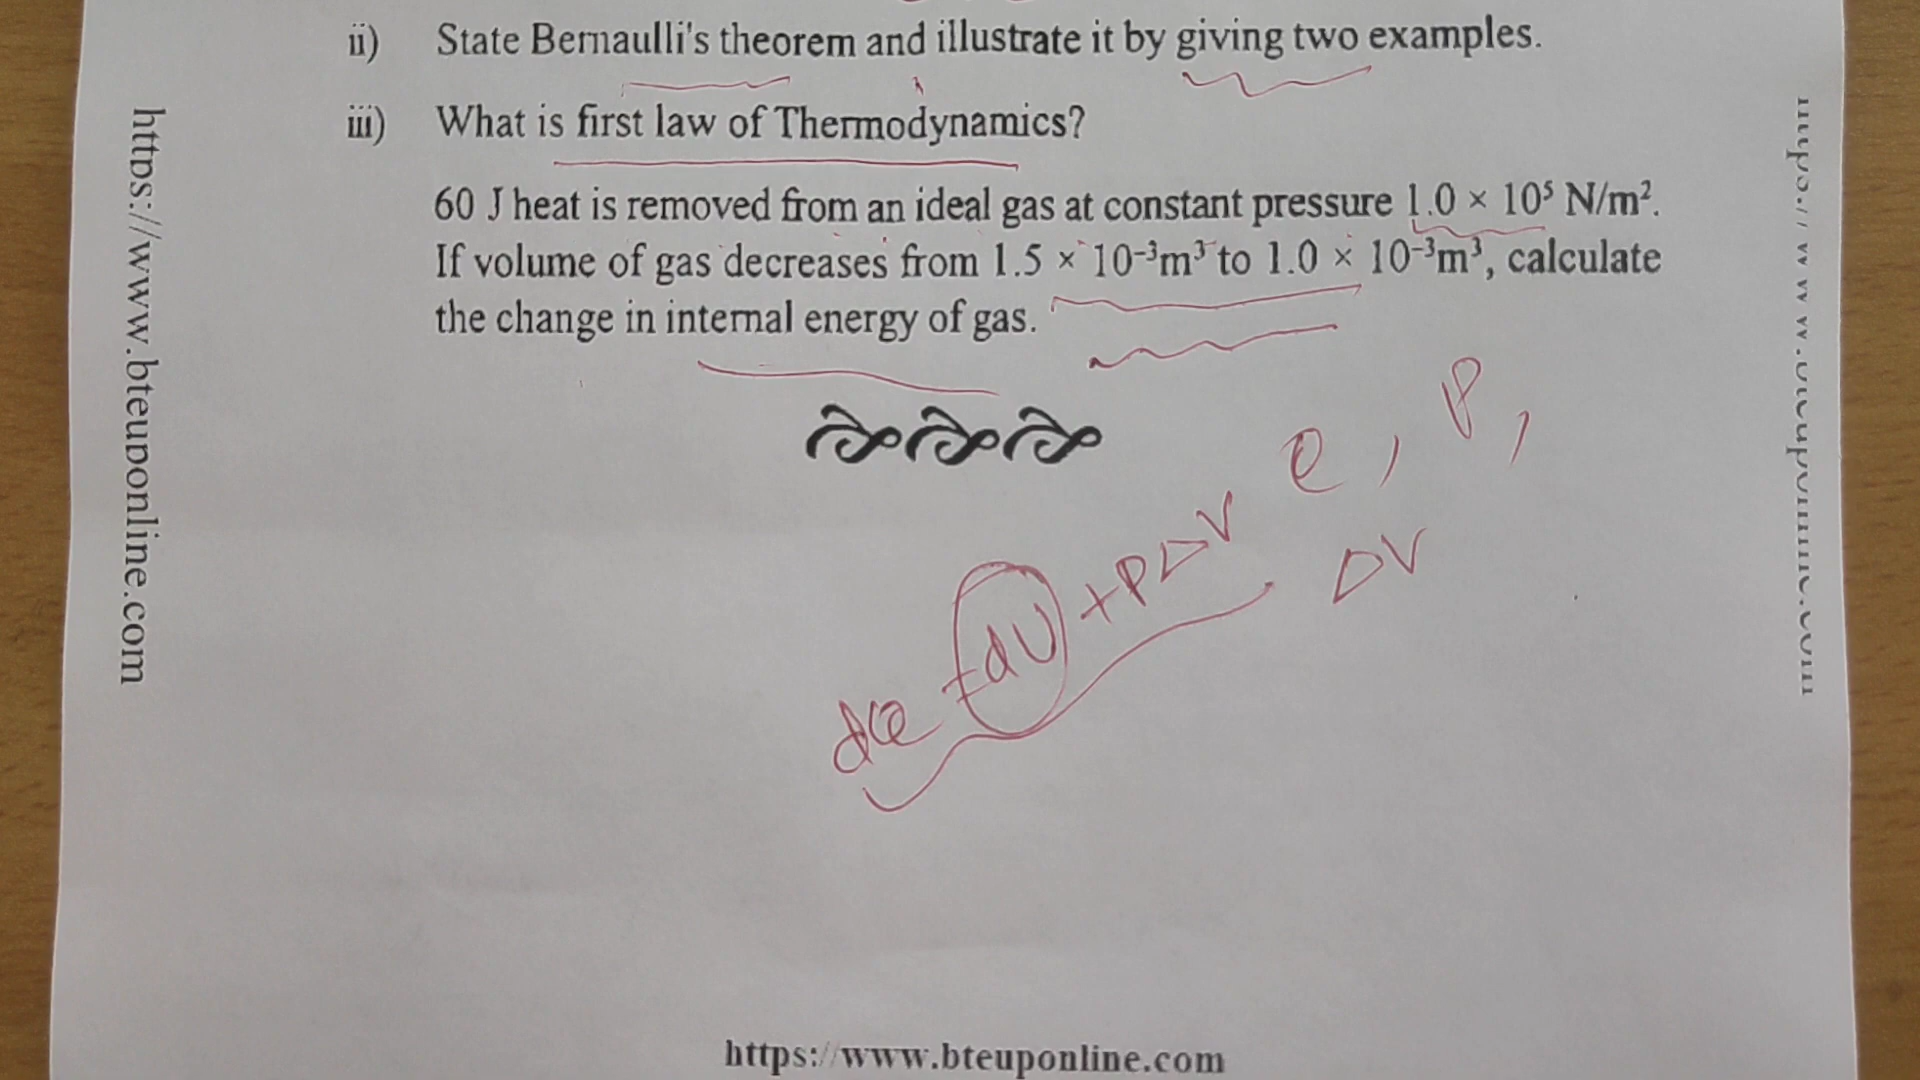 ii) State Bernaulli's theorem and illustrate it by giving two examples.
iii) What is first law of Thermodynamics?
60 J heat is removed from an ideal gas at constant pressure 1.0 × 10⁵ N/m².
If volume of gas decreases from 1.5 × 10⁻³m³ to 1.0 × 10⁻³m³, calculate
the change in internal energy of gas.
Q, P,
ΔV
dQ = dU + PΔV
https://www.bteuponline.com
https://www.bteuponline.com
https://www.bteuponline.com